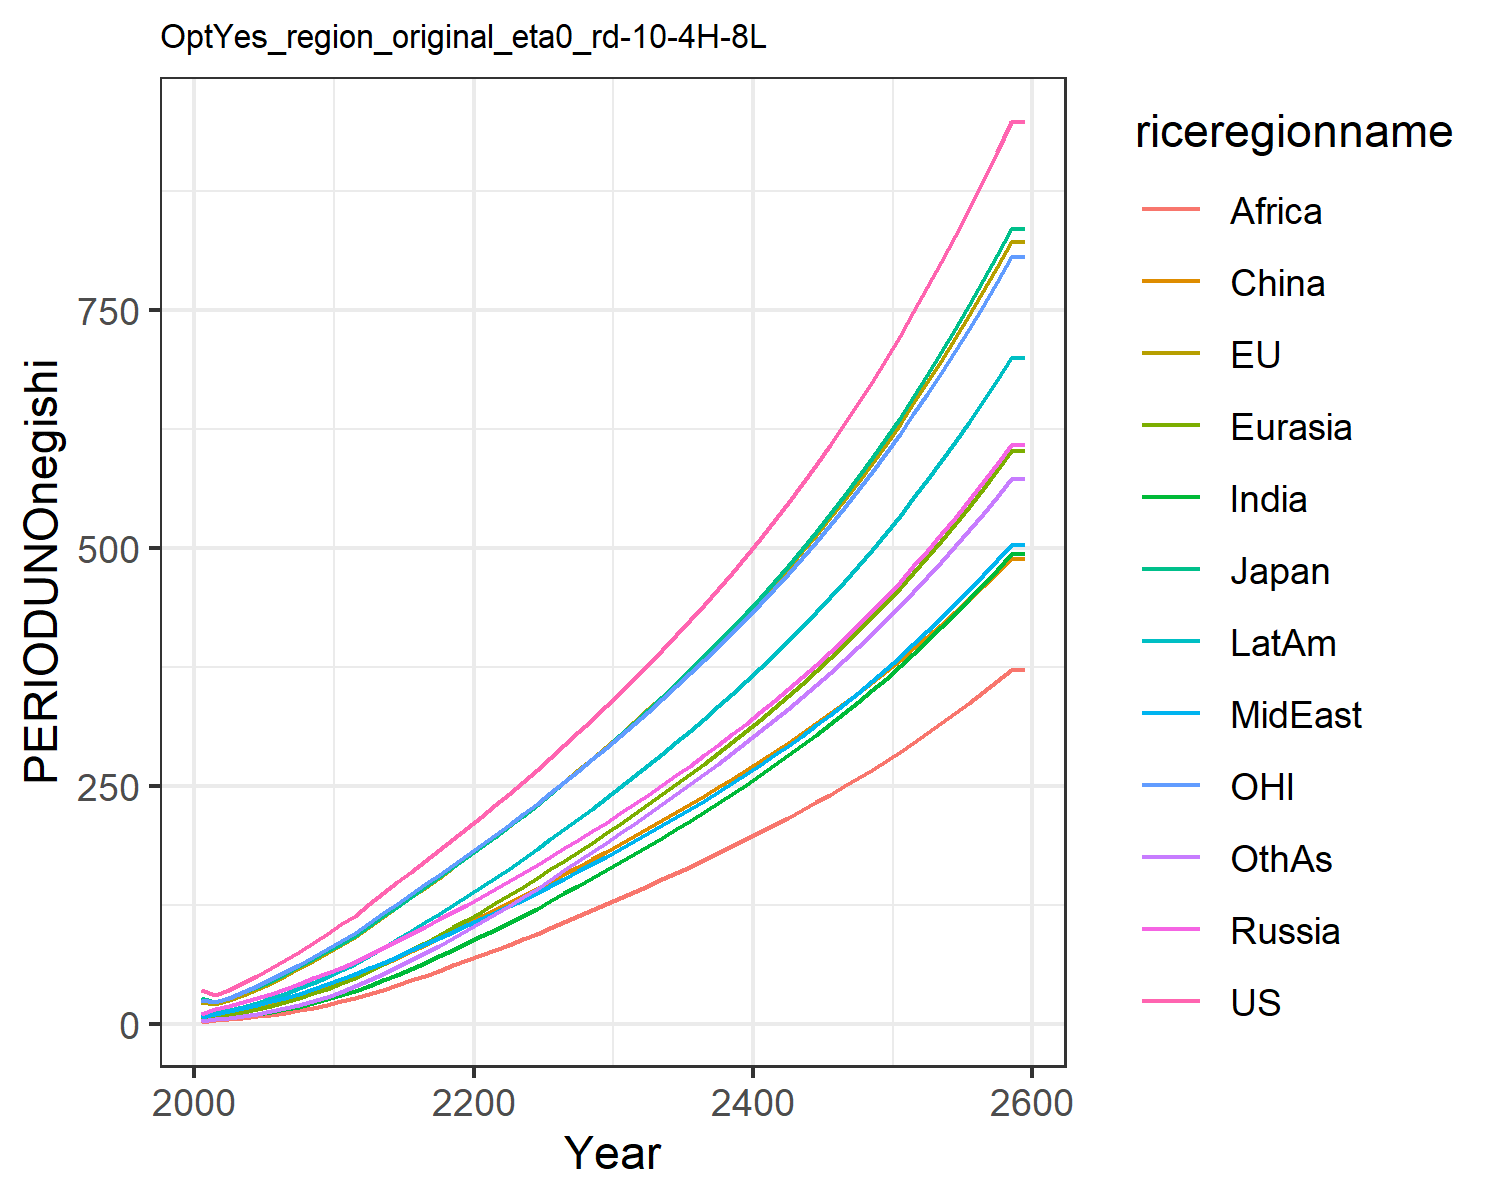 OptYes_region_original_eta0_rd-10-4H-8L
PERIODUNOnegishi
750
500
250
0
2000 2200 2400 2600
Year
riceregionname
Africa
China
EU
Eurasia
India
Japan
LatAm
MidEast
OHI
OthAs
Russia
US